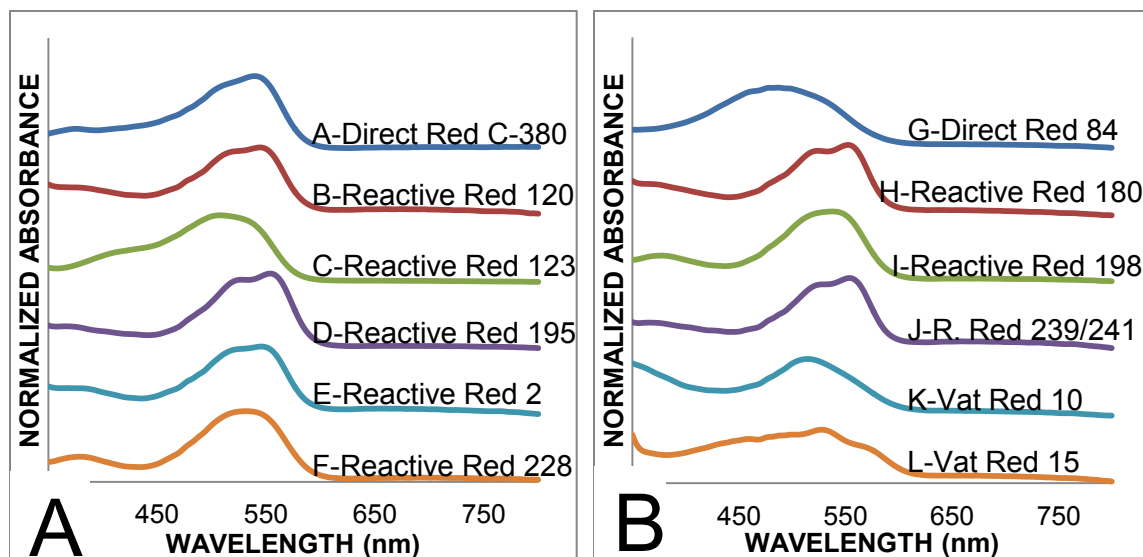 NORMALIZED ABSORBANCE
A-Direct Red C-380
B-Reactive Red 120
C-Reactive Red 123
D-Reactive Red 195
E-Reactive Red 2
F-Reactive Red 228
450 550 650 750
WAVELENGTH (nm)
A
NORMALIZED ABSORBANCE
G-Direct Red 84
H-Reactive Red 180
I-Reactive Red 198
J-R. Red 239/241
K-Vat Red 10
L-Vat Red 15
450 550 650 750
WAVELENGTH (nm)
B